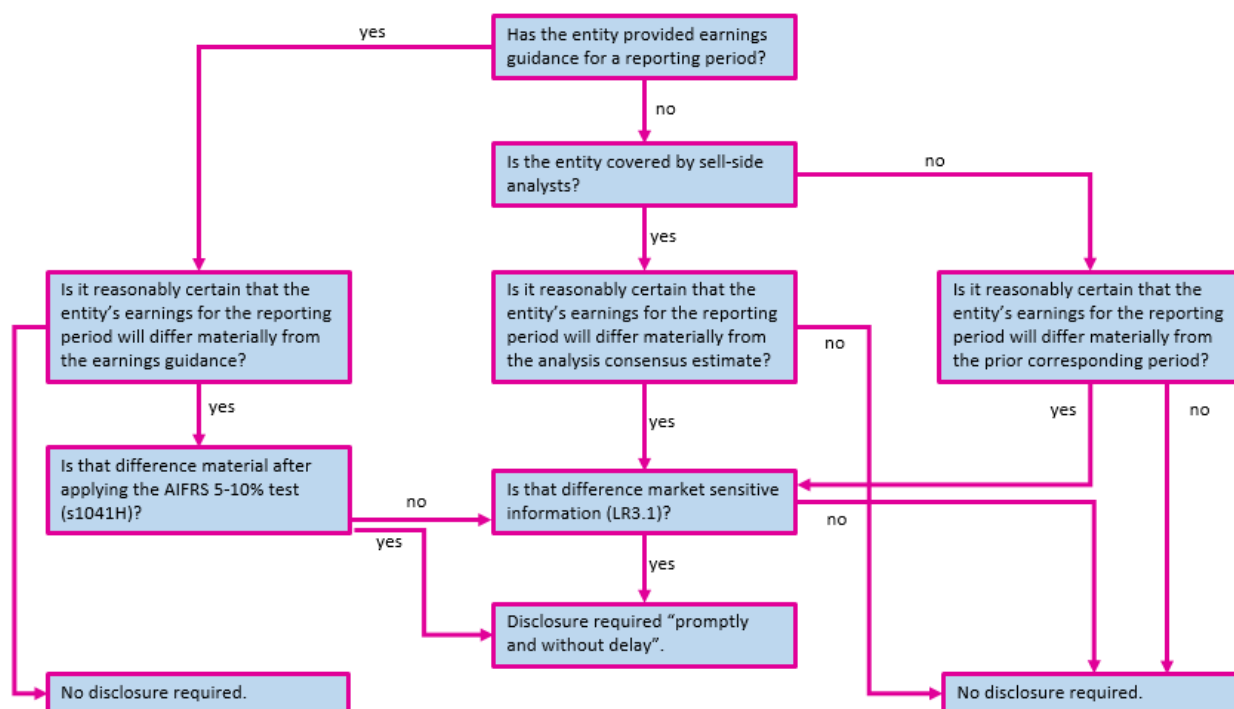 yes
Has the entity provided earnings
guidance for a reporting period?
no
Is the entity covered by sell-side
analysts?
no
yes
Is it reasonably certain that the
entity's earnings for the reporting
period will differ materially from
the earnings guidance?
Is it reasonably certain that the
entity's earnings for the reporting
period will differ materially from
the analysis consensus estimate?
no
Is it reasonably certain that the
entity's earnings for the reporting
period will differ materially from
the prior corresponding period?
yes
yes
yes
no
Is that difference material after
applying the AIFRS 5-10% test
(s1041H)?
no
yes
Is that difference market sensitive
information (LR3.1)?
no
yes
Disclosure required “promptly
and without delay”.
No disclosure required.
No disclosure required.